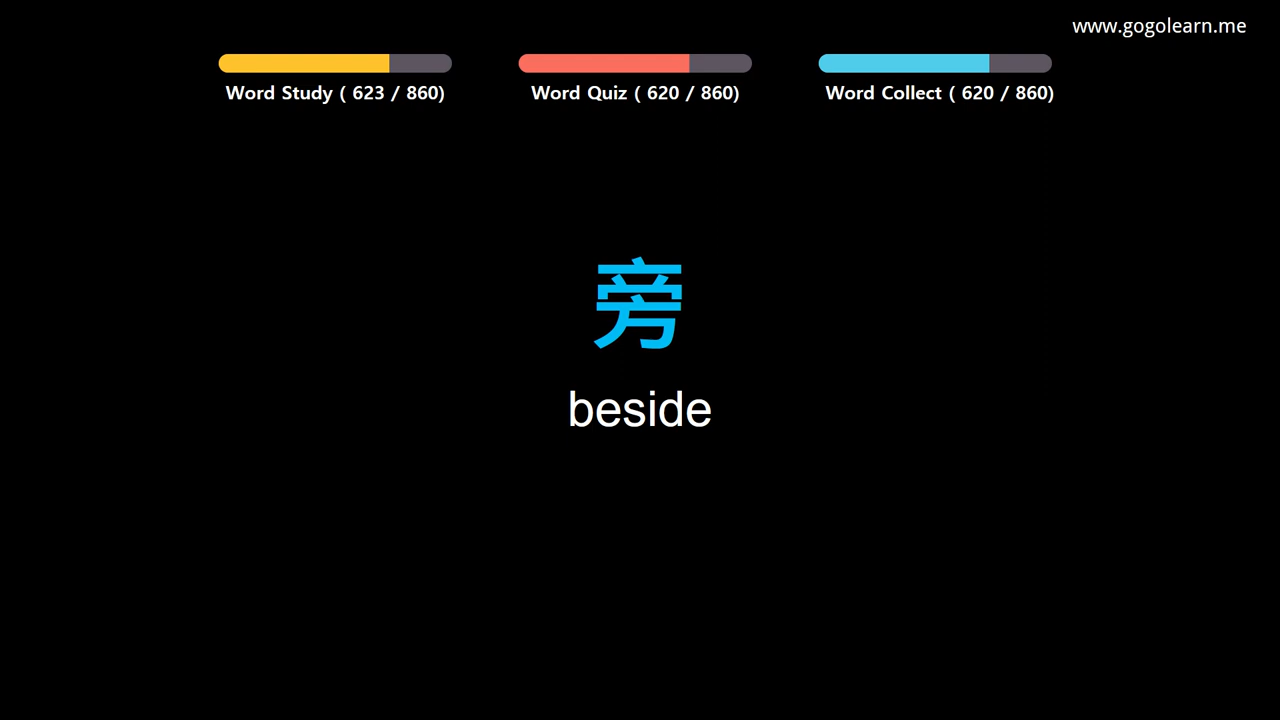 www.gogolearn.me
Word Study ( 623 / 860)
Word Quiz ( 620 / 860)
Word Collect ( 620 / 860)
旁
beside